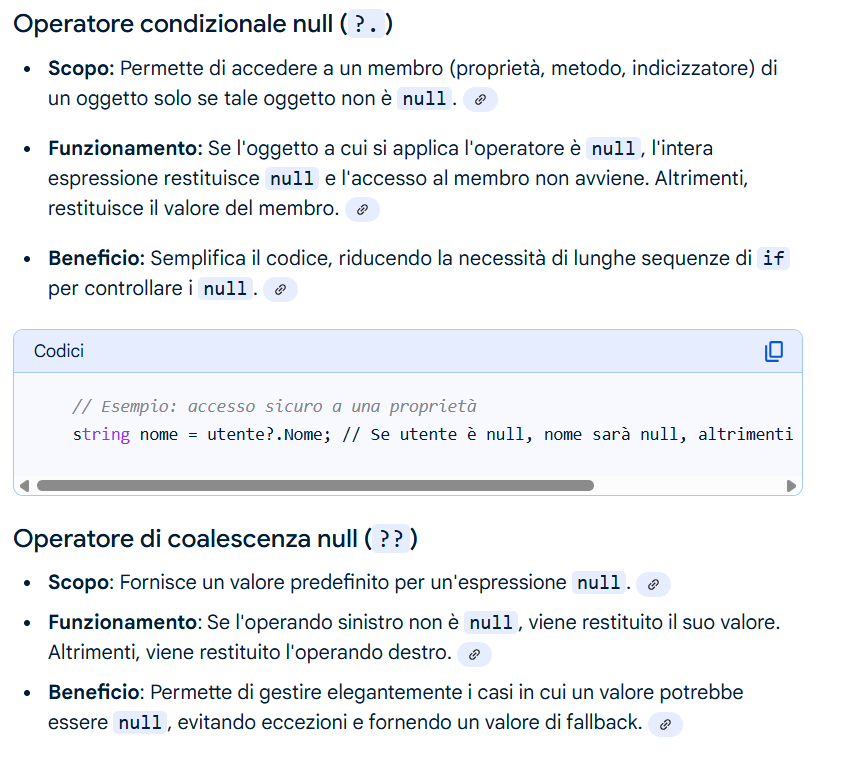 Operatore condizionale null (?.)
• Scopo: Permette di accedere a un membro (proprietà, metodo, indicizzatore) di
un oggetto solo se tale oggetto non è null.
• Funzionamento: Se l'oggetto a cui si applica l'operatore è null, l'intera
espressione restituisce null e l'accesso al membro non avviene. Altrimenti,
restituisce il valore del membro.
• Beneficio: Semplifica il codice, riducendo la necessità di lunghe sequenze di if
per controllare i null.
Codici
// Esempio: accesso sicuro a una proprietà
string nome = utente?.Nome; // Se utente è null, nome sarà null, altrimenti
Operatore di coalescenza null (??)
• Scopo: Fornisce un valore predefinito per un'espressione null.
• Funzionamento: Se l'operando sinistro non è null, viene restituito il suo valore.
Altrimenti, viene restituito l'operando destro.
• Beneficio: Permette di gestire elegantemente i casi in cui un valore potrebbe
essere null, evitando eccezioni e fornendo un valore di fallback.